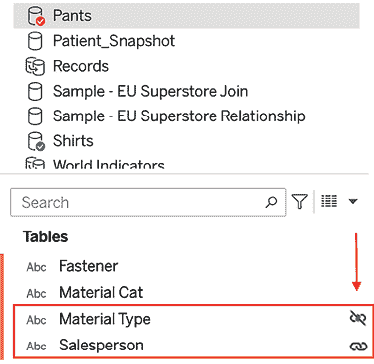 Pants
Patient_Snapshot
Records
Sample - EU Superstore Join
Sample - EU Superstore Relationship
Shirts
World Indicators
Search
Tables
Abc Fastener
Abc Material Cat
Abc Material Type
Abc Salesperson